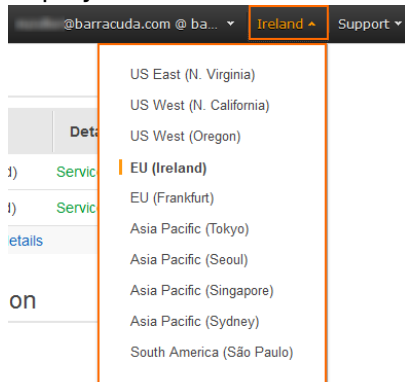 @barracuda.com @ ba... Ireland Support
US East (N. Virginia)
US West (N. California)
Deta
US West (Oregon)
d) Servic
EU (Ireland)
EU (Frankfurt)
d) Servic
Asia Pacific (Tokyo)
etails
Asia Pacific (Seoul)
Asia Pacific (Singapore)
on
Asia Pacific (Sydney)
South America (São Paulo)